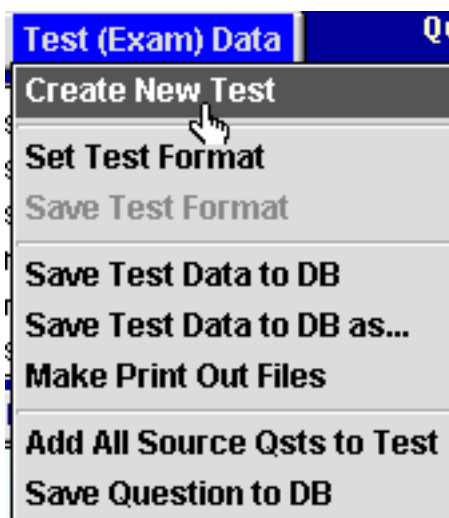 Test (Exam) Data
Create New Test
Set Test Format
Save Test Format
Save Test Data to DB
Save Test Data to DB as...
Make Print Out Files
Add All Source Qsts to Test
Save Question to DB